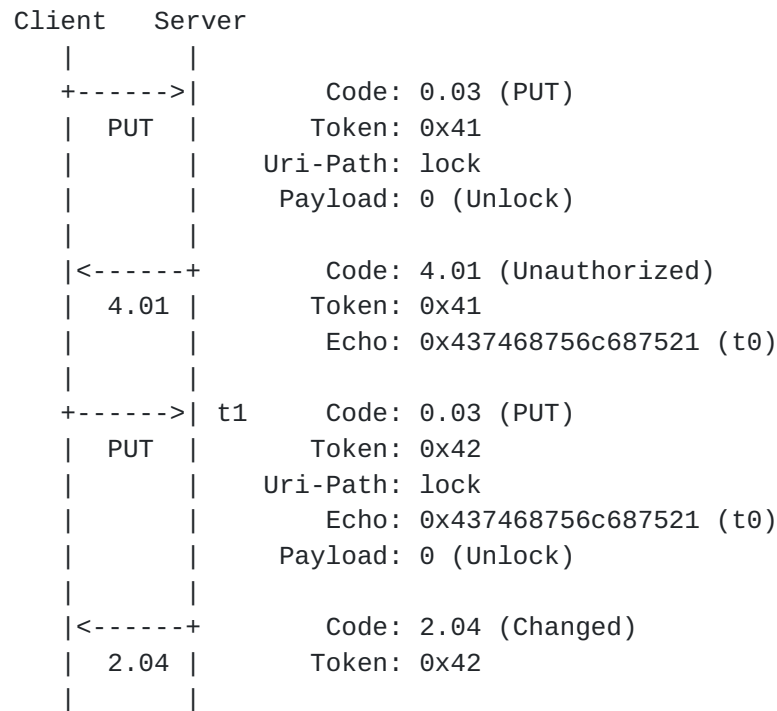 Client   Server
   |       |
   +------>|        Code: 0.03 (PUT)
   |  PUT  |       Token: 0x41
   |       |    Uri-Path: lock
   |       |     Payload: 0 (Unlock)
   |       |
   |<------+        Code: 4.01 (Unauthorized)
   |  4.01 |       Token: 0x41
   |       |        Echo: 0x437468756c687521 (t0)
   |       |
   +------>| t1     Code: 0.03 (PUT)
   |  PUT  |       Token: 0x42
   |       |    Uri-Path: lock
   |       |        Echo: 0x437468756c687521 (t0)
   |       |     Payload: 0 (Unlock)
   |       |
   |<------+        Code: 2.04 (Changed)
   |  2.04 |       Token: 0x42
   |       |